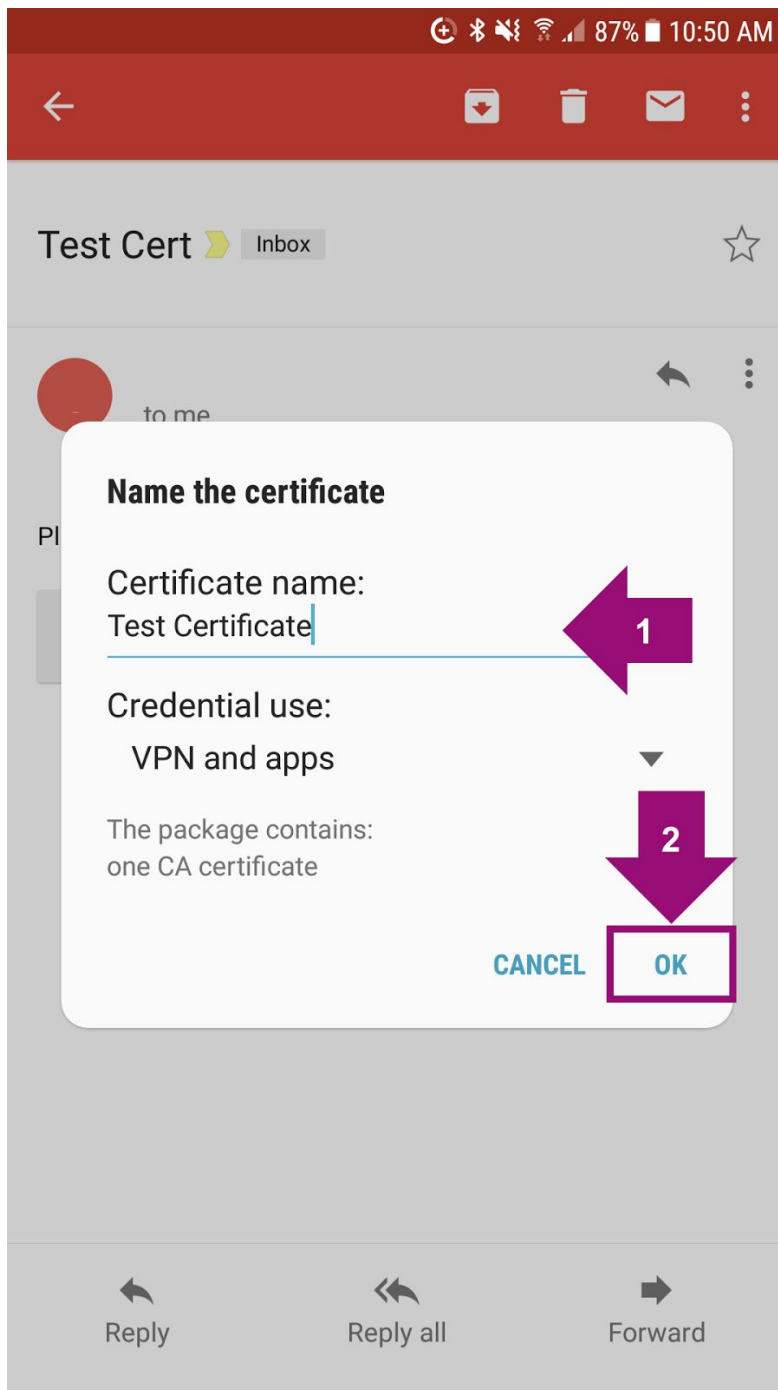 87% 10:50 AM
Test Cert Inbox
to me
Pl
Name the certificate
Certificate name:
Test Certificate
1
Credential use:
VPN and apps
The package contains:
one CA certificate
2
CANCEL OK
Reply Reply all Forward